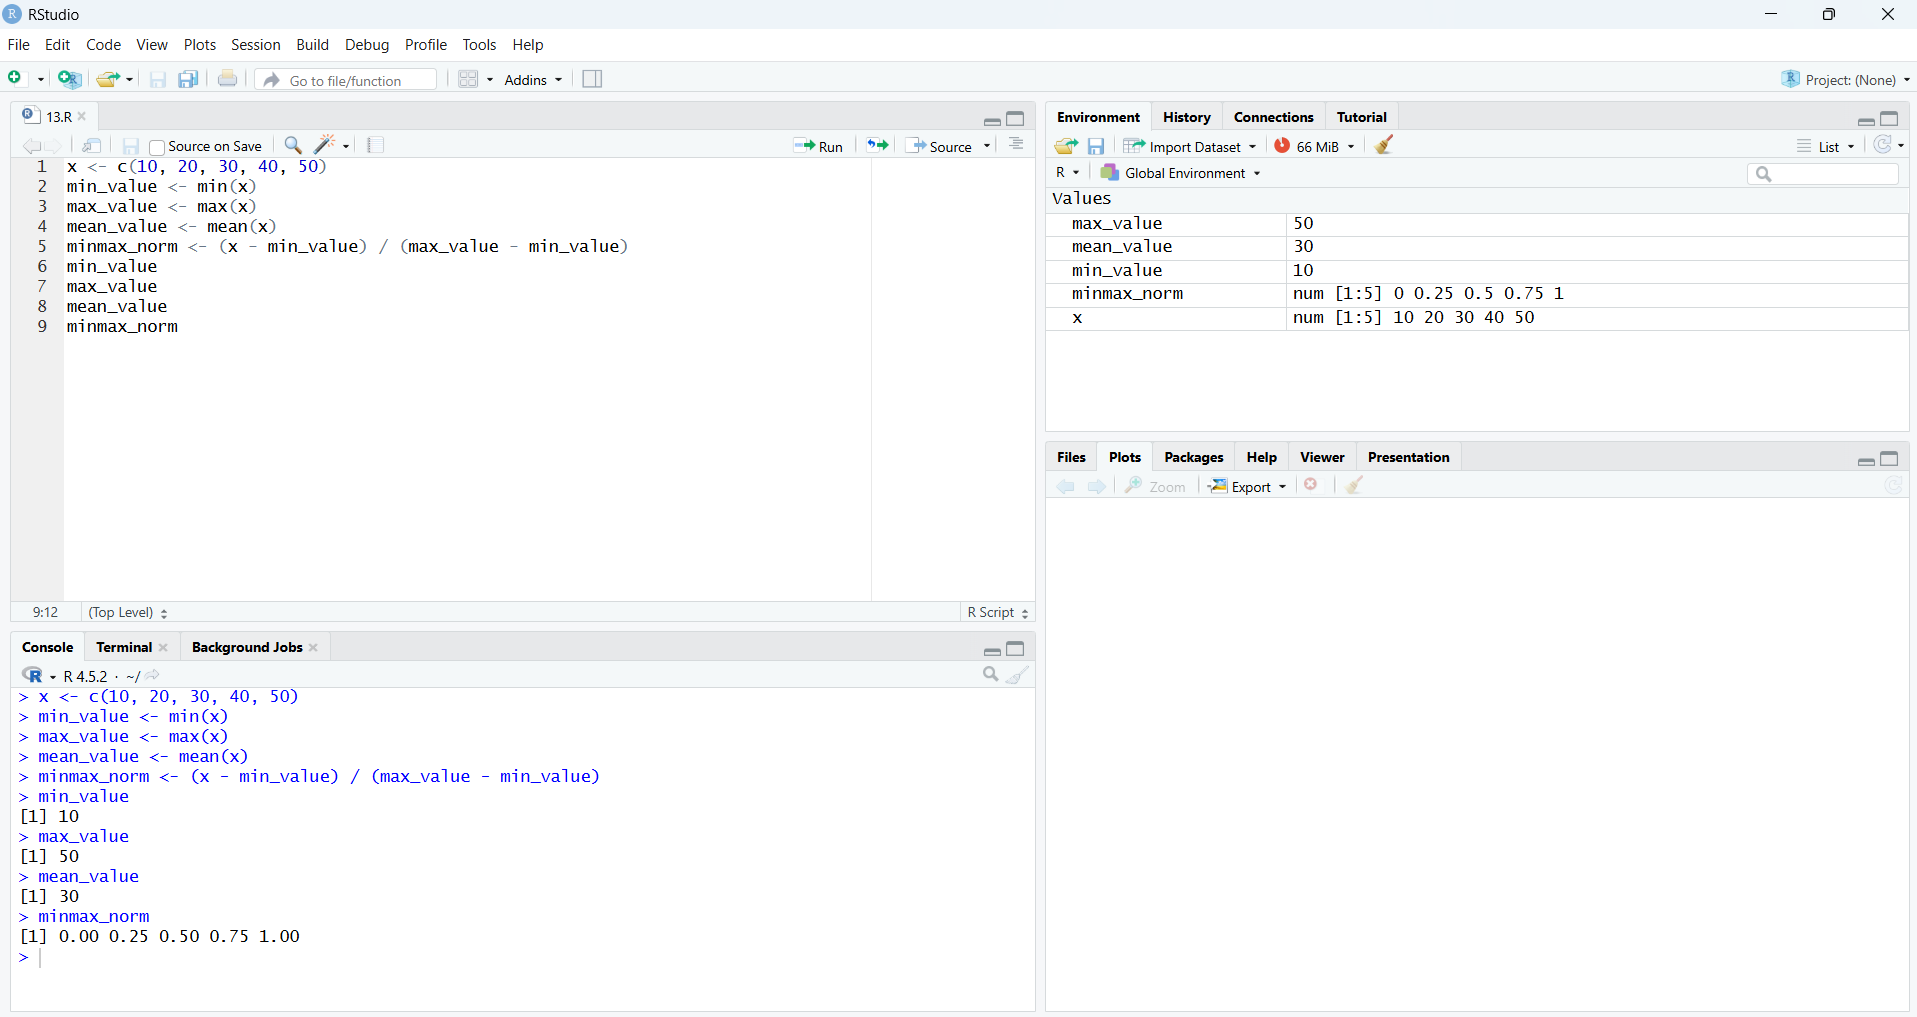 RStudio
File Edit Code View Plots Session Build Debug Profile Tools Help
Go to file/function Addins Project: (None)
13.R
Source on Save Run Source
1 x <- c(10, 20, 30, 40, 50)
2 min_value <- min(x)
3 max_value <- max(x)
4 mean_value <- mean(x)
5 minmax_norm <- (x - min_value) / (max_value - min_value)
6 min_value
7 max_value
8 mean_value
9 minmax_norm
9:12 (Top Level) R Script
Console Terminal Background Jobs
R 4.5.2 · ~/
> x <- c(10, 20, 30, 40, 50)
> min_value <- min(x)
> max_value <- max(x)
> mean_value <- mean(x)
> minmax_norm <- (x - min_value) / (max_value - min_value)
> min_value
[1] 10
> max_value
[1] 50
> mean_value
[1] 30
> minmax_norm
[1] 0.00 0.25 0.50 0.75 1.00
>
Environment History Connections Tutorial
Import Dataset 66 MiB List
R Global Environment
Values
max_value 50
mean_value 30
min_value 10
minmax_norm num [1:5] 0 0.25 0.5 0.75 1
x num [1:5] 10 20 30 40 50
Files Plots Packages Help Viewer Presentation
Zoom Export